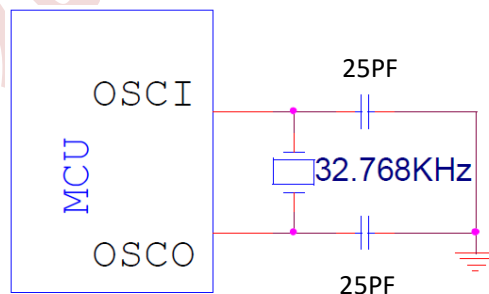 25PF
OSCI
32.768KHz
MCU
OSCO
25PF